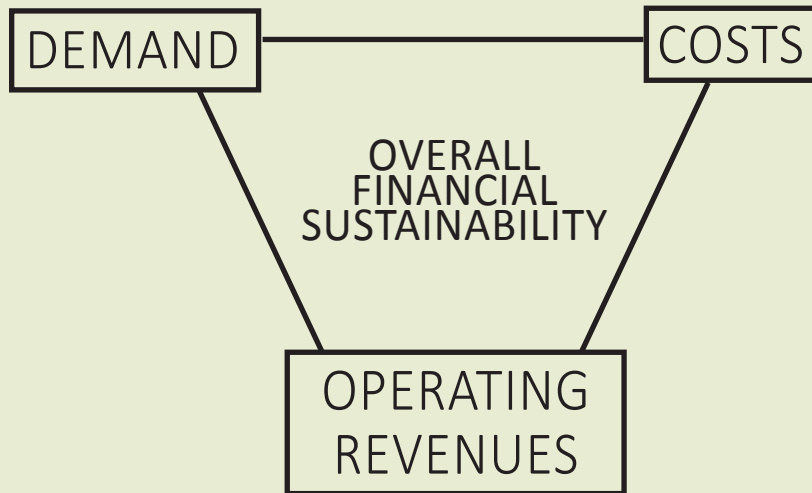 DEMAND
COSTS
OVERALL
FINANCIAL
SUSTAINABILITY
OPERATING
REVENUES